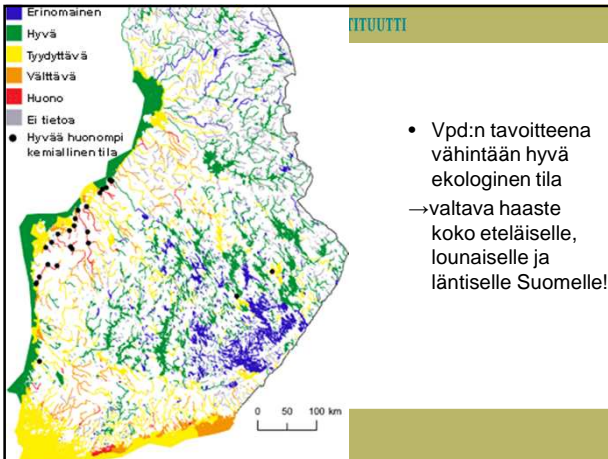 Erinomainen
Hyvä
Tyydyttävä
Välttävä
Huono
Ei tietoa
Hyvää huonompi
kemiallinen tila
TITUUTTI
• Vpd:n tavoitteena
vähintään hyvä
ekologinen tila
→valtava haaste
koko eteläiselle,
lounaiselle ja
läntiselle Suomelle!
0 50 100 km